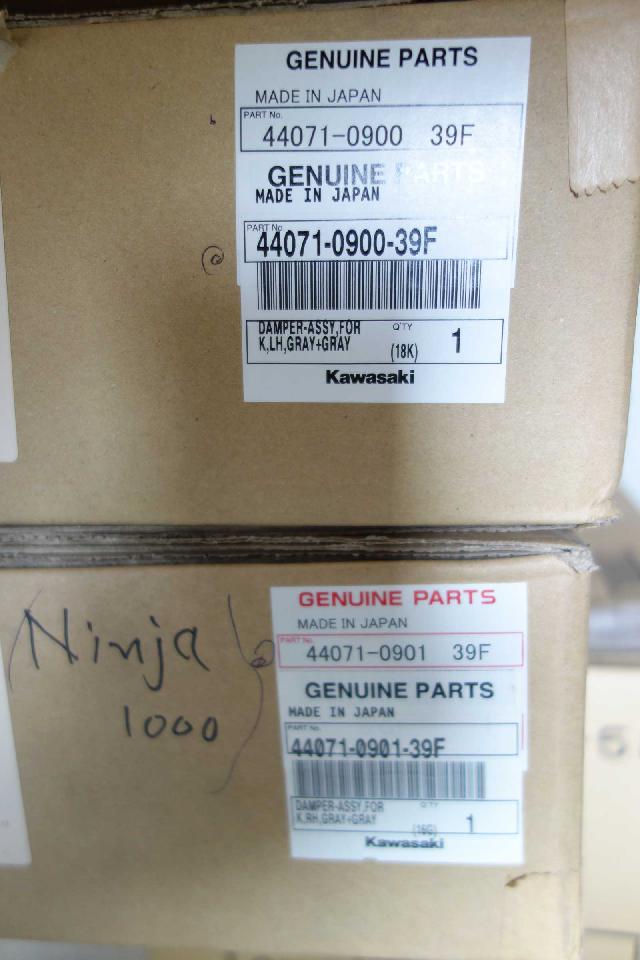 GENUINE PARTS
MADE IN JAPAN
PART No.
44071-0900 39F
GENUINE PARTS
MADE IN JAPAN
PART No
44071-0900-39F
DAMPER-ASSY,FOR
K,LH,GRAY+GRAY
Q'TY
(18K)
1
Kawasaki
Ninja
1000
GENUINE PARTS
MADE IN JAPAN
PART No.
44071-0901 39F
GENUINE PARTS
MADE IN JAPAN
PART No.
44071-0901-39F
DAMPER-ASSY,FOR
K,RH,GRAY+GRAY
Q'TY
(16G)
1
Kawasaki